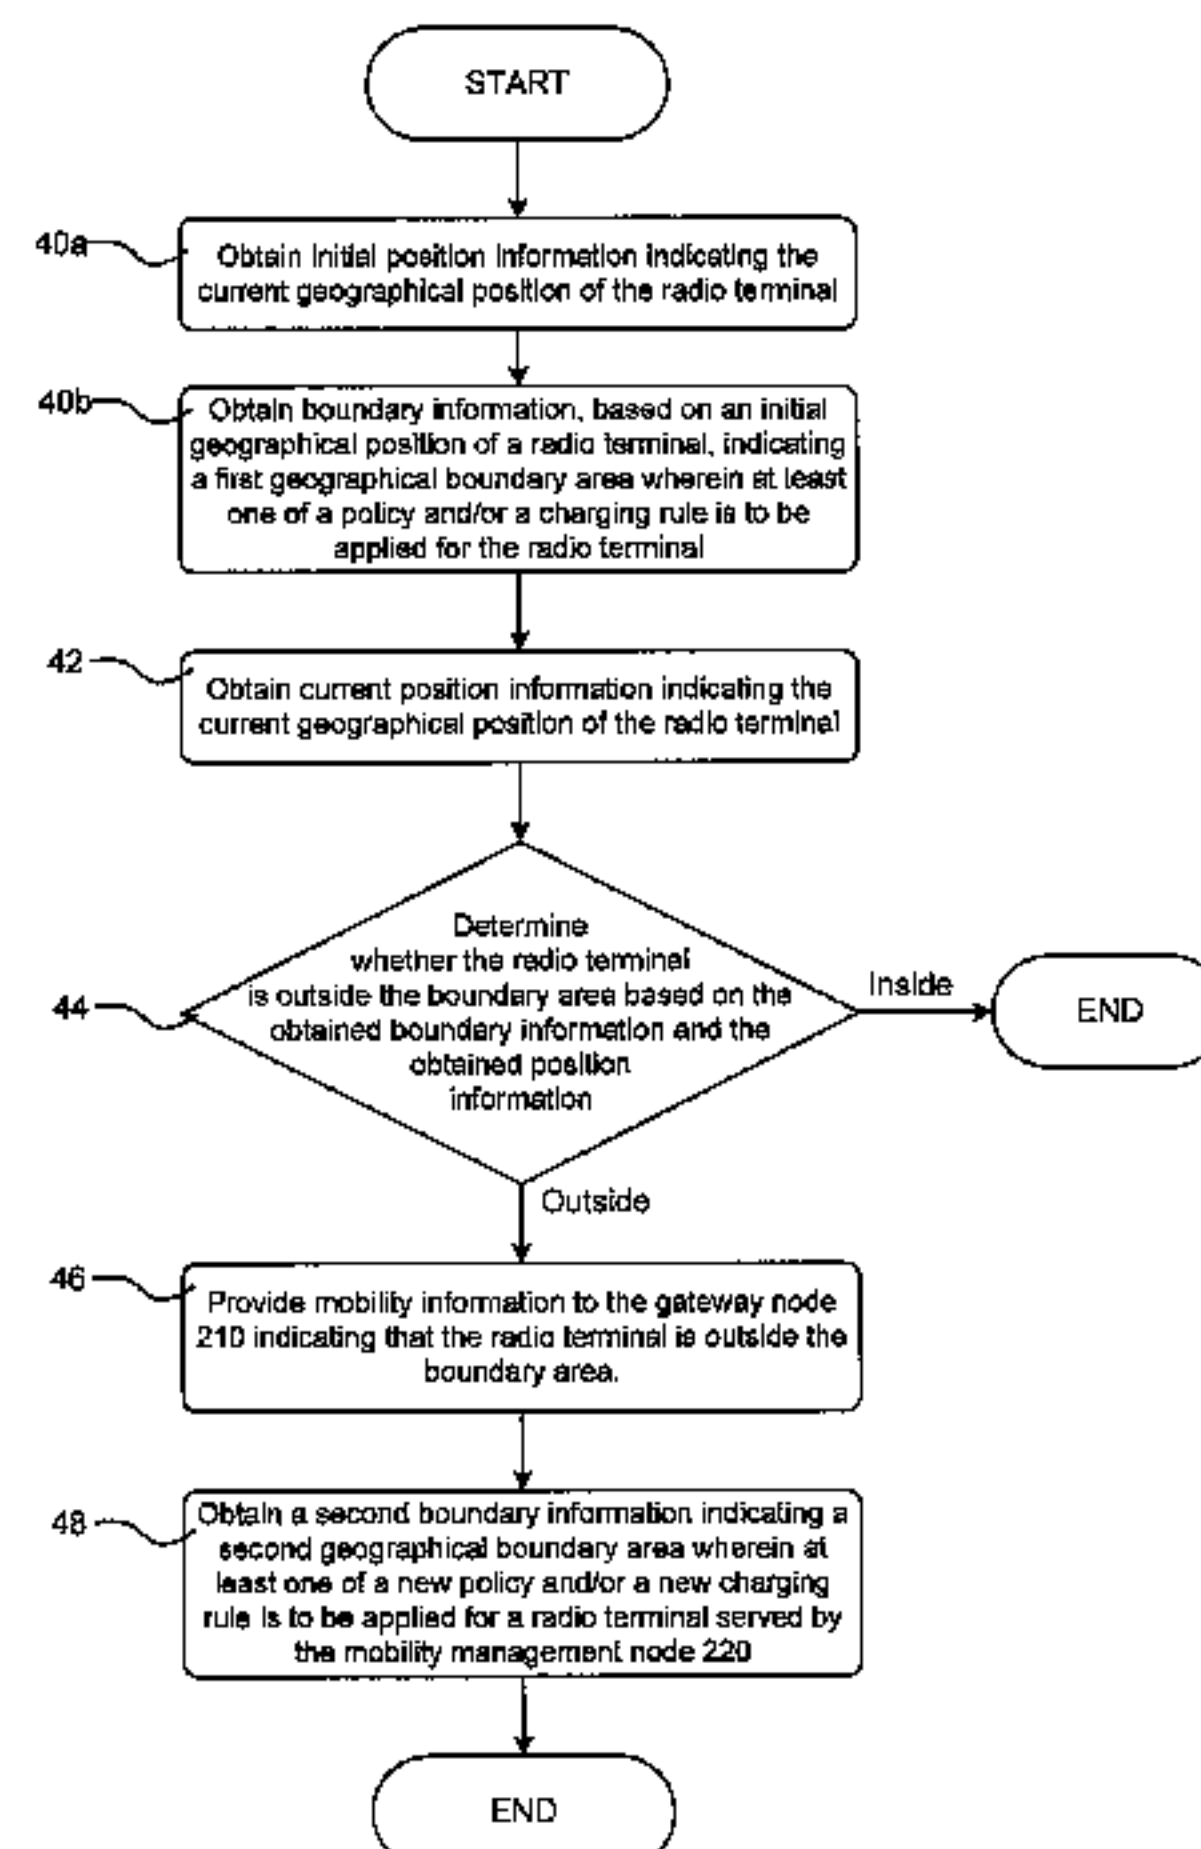 START
40a
Obtain initial position information indicating the
current geographical position of the radio terminal
40b
Obtain boundary information, based on an initial
geographical position of a radio terminal, indicating
a first geographical boundary area wherein at least
one of a policy and/or a charging rule is to be
applied for the radio terminal
42
Obtain current position information indicating the
current geographical position of the radio terminal
44
Determine
whether the radio terminal
is outside the boundary area based on the
obtained boundary information and the
obtained position
information
Inside
END
Outside
46
Provide mobility information to the gateway node
210 indicating that the radio terminal is outside the
boundary area.
48
Obtain a second boundary information indicating a
second geographical boundary area wherein at
least one of a new policy and/or a new charging
rule is to be applied for a radio terminal served by
the mobility management node 220
END